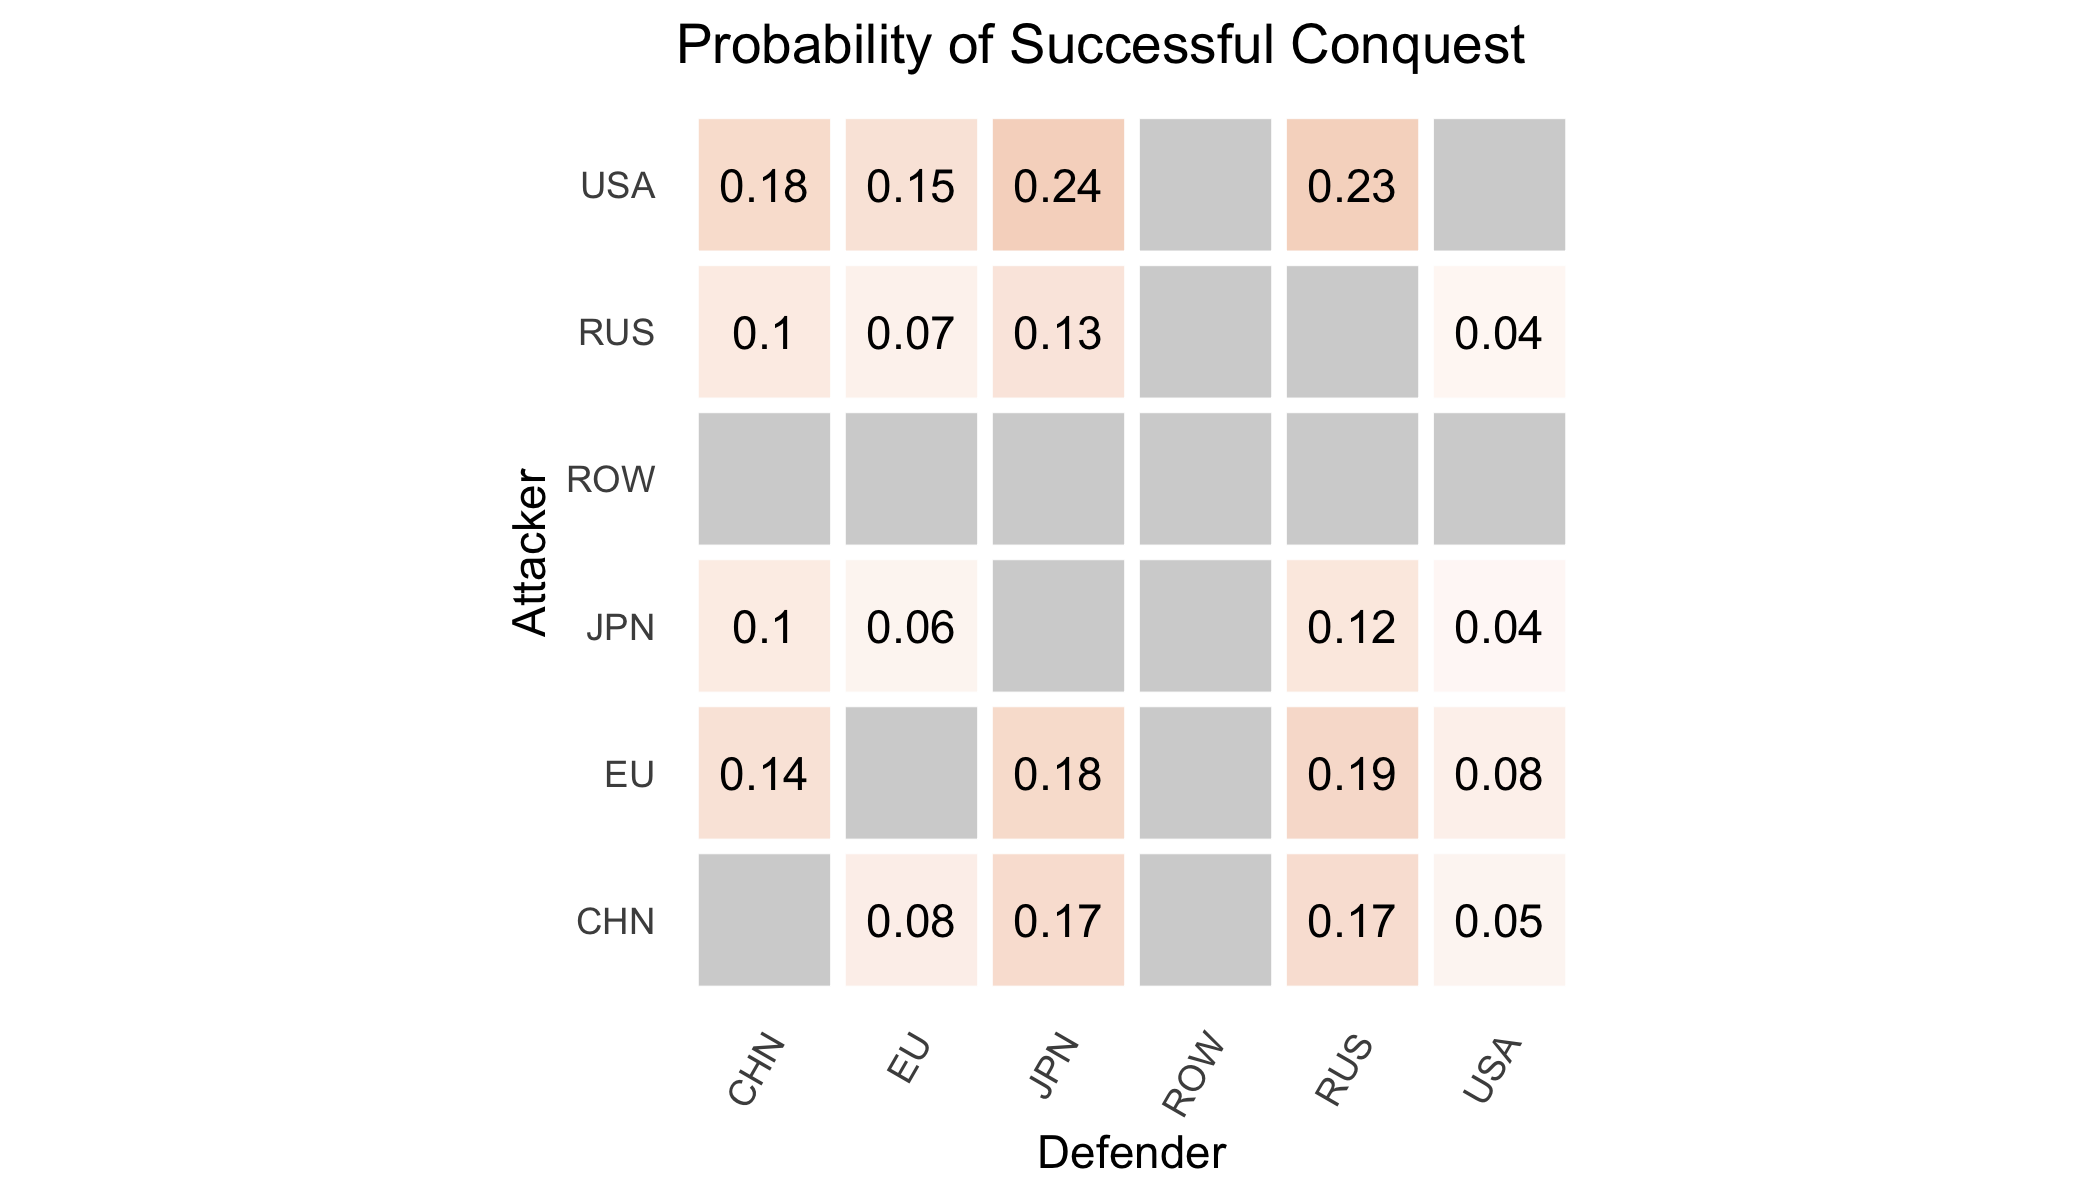 Probability of Successful Conquest
USA 0.18 0.15 0.24 0.23
RUS 0.1 0.07 0.13 0.04
ROW
JPN 0.1 0.06 0.12 0.04
EU 0.14 0.18 0.19 0.08
CHN 0.08 0.17 0.17 0.05
Attacker
CHN EU JPN ROW RUS USA
Defender